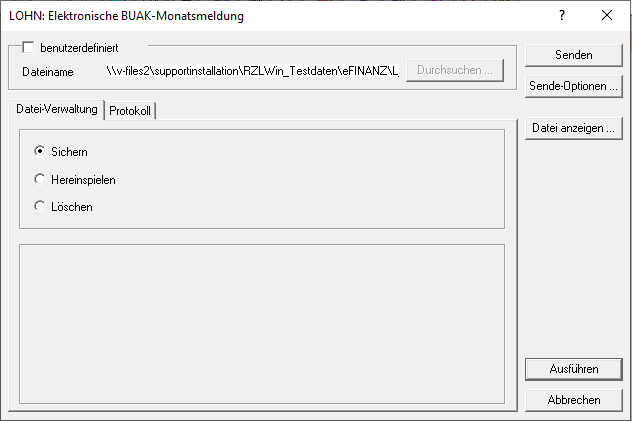 LOHN: Elektronische BUAK-Monatsmeldung
benutzerdefiniert
Dateiname \\v-files2\supportinstallation\RZLWin_Testdaten\eFINANZ\L_ Durchsuchen ...
Senden
Sende-Optionen ...
Datei anzeigen ...
Datei-Verwaltung Protokoll
Sichern
Hereinspielen
Löschen
Ausführen
Abbrechen